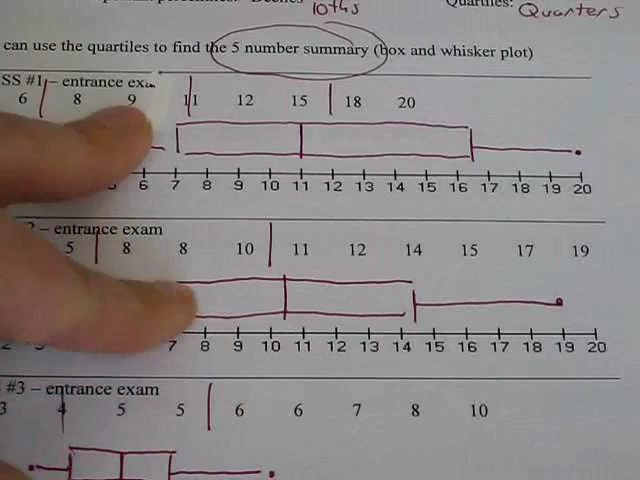 10ths
Quartiles: Quarters
can use the quartiles to find the 5 number summary (box and whisker plot)
SS #1 – entrance
6 8 9 11 12 15 18 20
6 7 8 9 10 11 12 13 14 15 16 17 18 19 20
– entrance exam
5 8 8 10 11 12 14 15 17 19
7 8 9 10 11 12 13 14 15 16 17 18 19 20
#3 – entrance exam
3 4 5 5 6 6 7 8 10